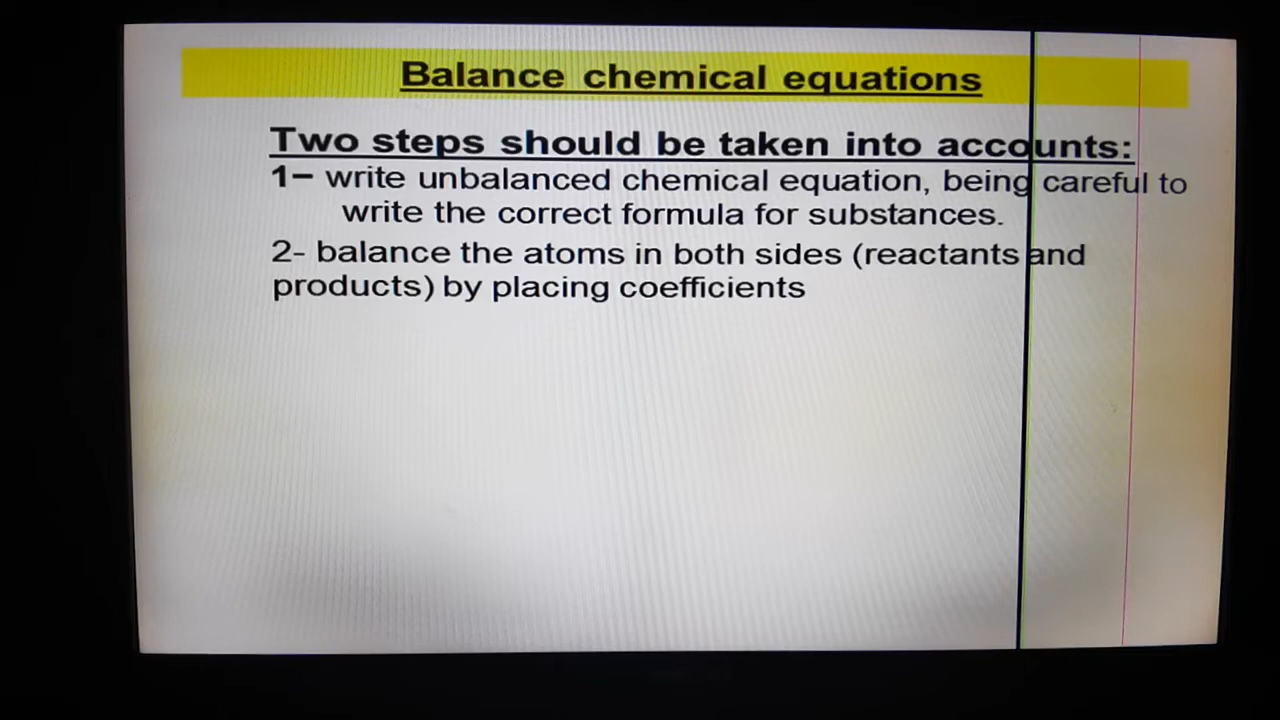 Balance chemical equations
Two steps should be taken into accounts:
1– write unbalanced chemical equation, being careful to
write the correct formula for substances.
2- balance the atoms in both sides (reactants and
products) by placing coefficients